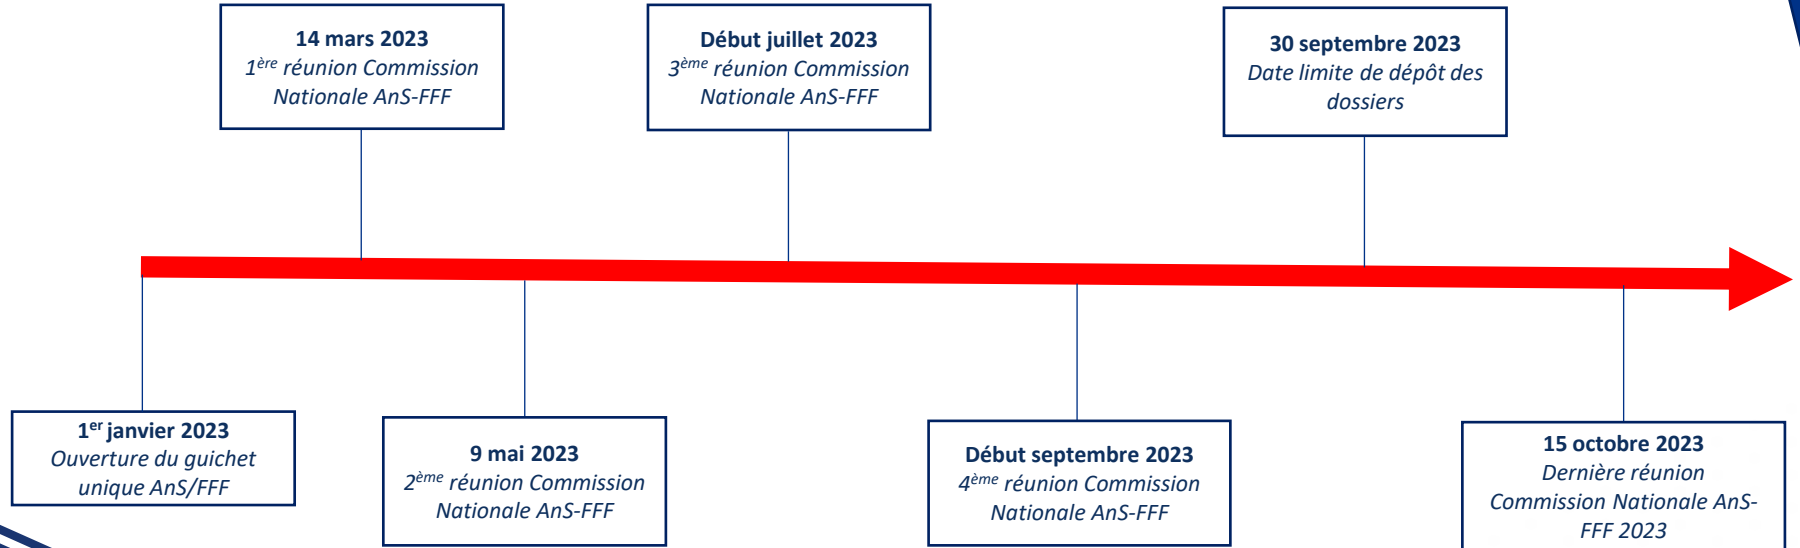 14 mars 2023
1ère réunion Commission
Nationale AnS-FFF
Début juillet 2023
3ème réunion Commission
Nationale AnS-FFF
30 septembre 2023
Date limite de dépôt des
dossiers
1er janvier 2023
Ouverture du guichet
unique AnS/FFF
9 mai 2023
2ème réunion Commission
Nationale AnS-FFF
Début septembre 2023
4ème réunion Commission
Nationale AnS-FFF
15 octobre 2023
Dernière réunion
Commission Nationale AnS-
FFF 2023